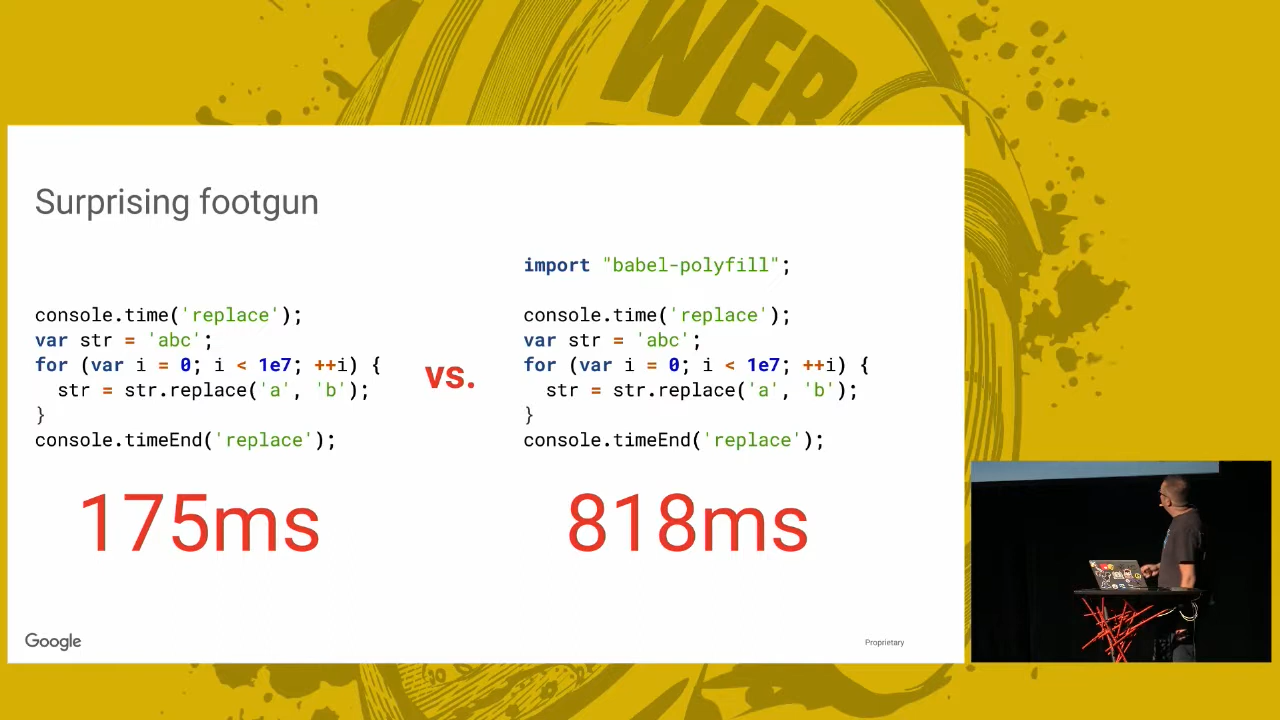 WEB
Surprising footgun
console.time('replace');
var str = 'abc';
for (var i = 0; i < 1e7; ++i) {
  str = str.replace('a', 'b');
}
console.timeEnd('replace');
175ms
vs.
import "babel-polyfill";
console.time('replace');
var str = 'abc';
for (var i = 0; i < 1e7; ++i) {
  str = str.replace('a', 'b');
}
console.timeEnd('replace');
818ms
Google
Proprietary